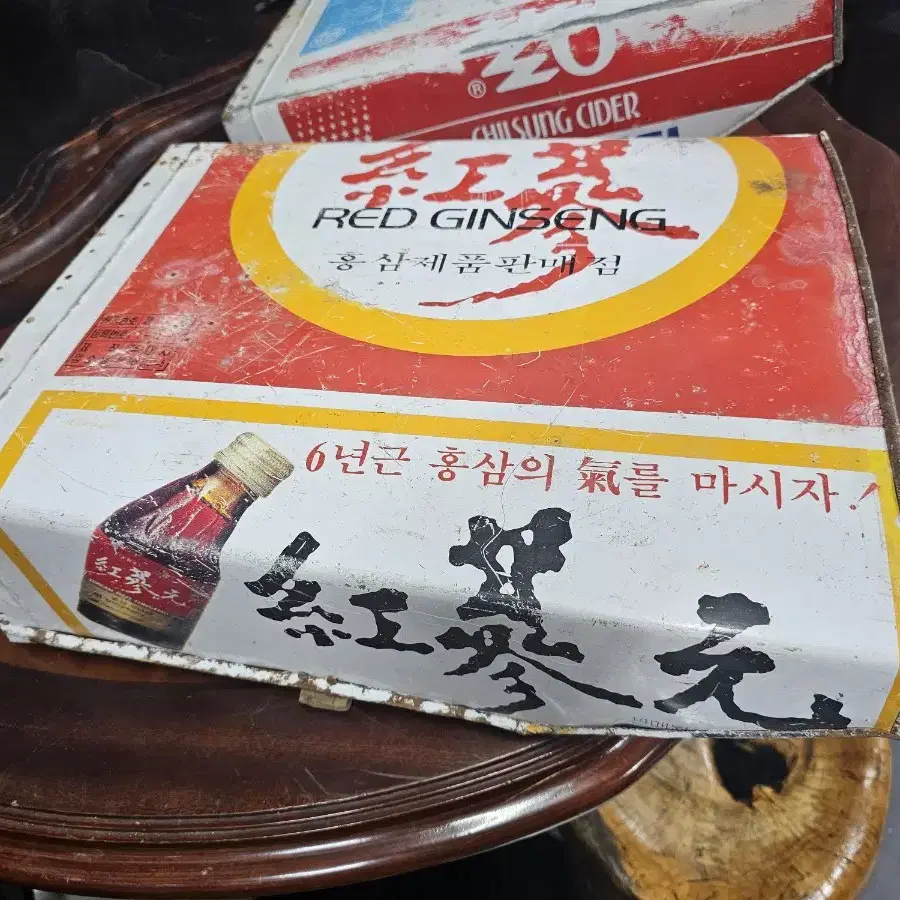 ®
CHILSUNG CIDER
紅蔘
RED GINSENG
홍삼제품판매점
6년근 홍삼의 氣를 마시자!
紅蔘元
紅蔘元